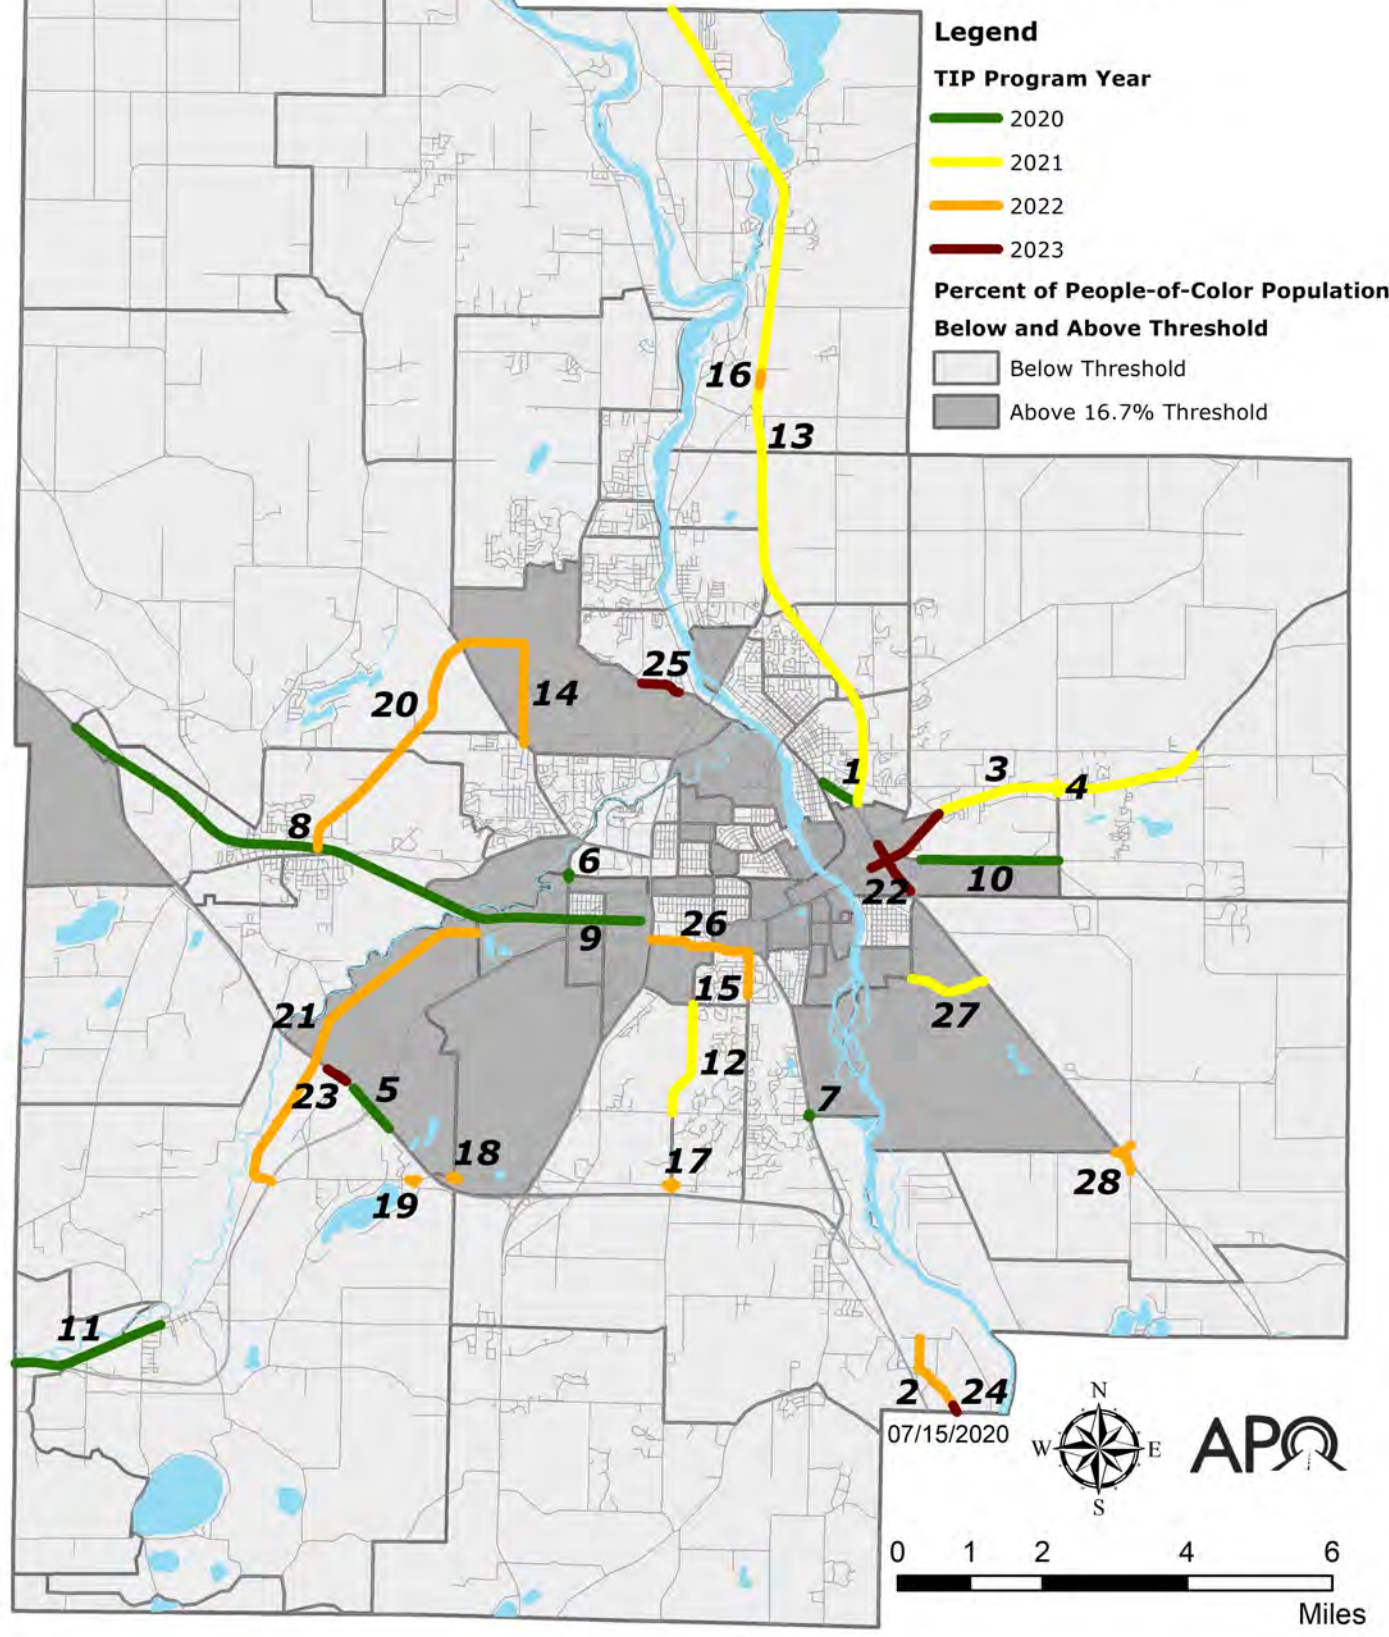 Legend
TIP Program Year
2020
2021
2022
2023
Percent of People-of-Color Population
Below and Above Threshold
Below Threshold
Above 16.7% Threshold
16
13
25
20
14
1
3
4
8
6
10
22
26
9
15
21
27
12
23
5
7
18
17
28
19
11
2
24
07/15/2020
N
W
E
S
APO
0 1 2 4 6
Miles